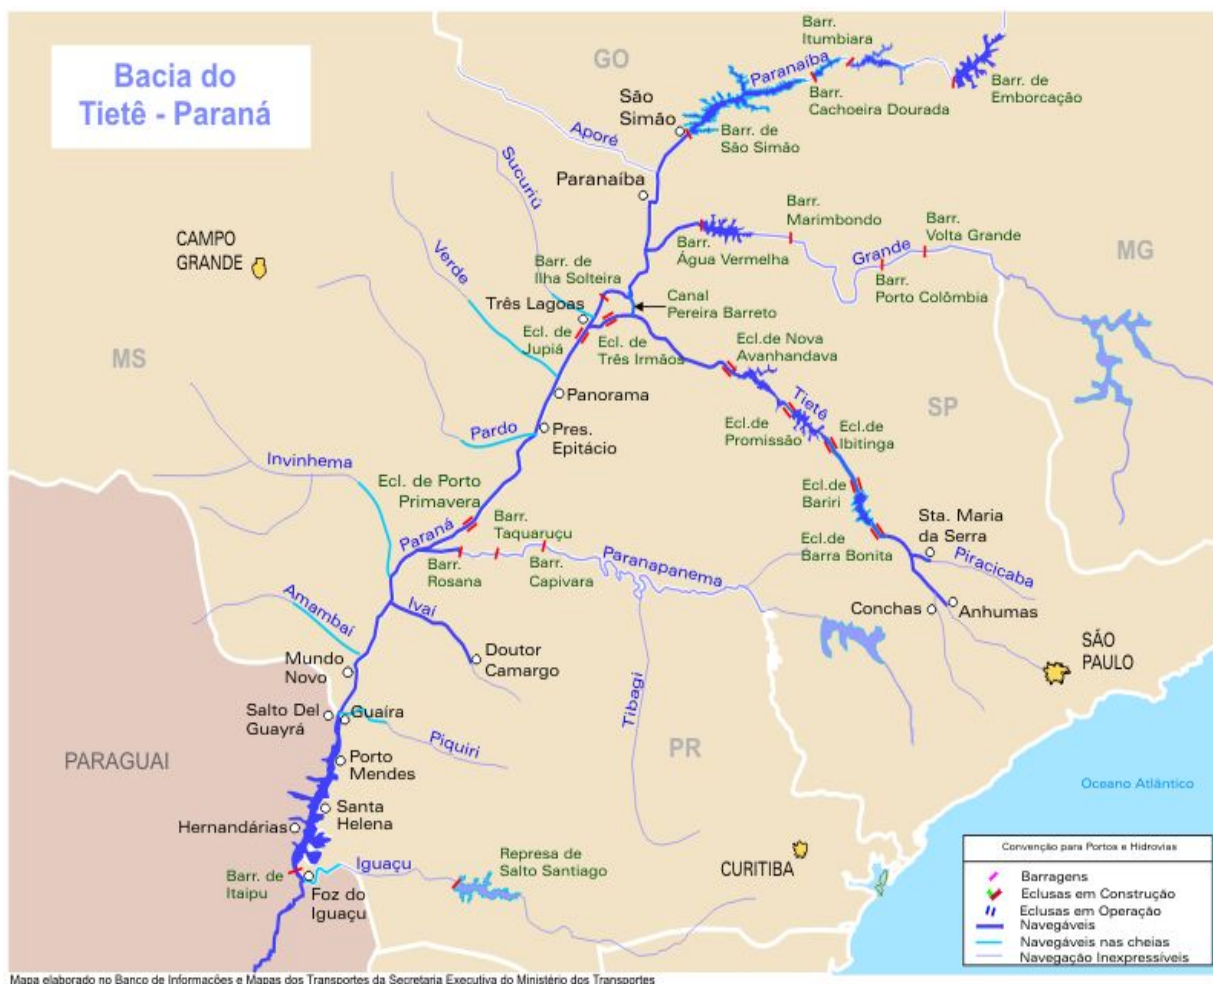 Bacia do
Tietê - Paraná
GO
Barr.
Itumbiara
Paranaíba
Barr. de
Emborcação
Barr.
Cachoeira Dourada
São
Simão
Barr. de
São Simão
Aporé
Sucuriú
Paranaíba
Barr.
Marimbondo
Barr.
Volta Grande
MG
CAMPO
GRANDE
Verde
Barr. de
Ilha Solteira
Barr.
Água Vermelha
Grande
Barr.
Porto Colômbia
Três Lagoas
Canal
Pereira Barreto
Ecl. de
Jupiá
Ecl. de
Três Irmãos
Ecl.de Nova
Avanhandava
MS
Panorama
Tietê
SP
Pardo
Pres.
Epitácio
Ecl.de
Promissão
Ecl.de
Ibitinga
Invinhema
Ecl. de Porto
Primavera
Ecl.de
Bariri
Sta. Maria
da Serra
Paraná
Barr.
Taquaruçu
Ecl.de
Barra Bonita
Barr.
Rosana
Barr.
Capivara
Paranapanema
Piracicaba
Amambaí
Ivaí
Conchas
Anhumas
Doutor
Camargo
SÃO
PAULO
Mundo
Novo
Tibagi
Salto Del
Guayrá
Guaíra
Piquiri
PR
PARAGUAI
Porto
Mendes
Oceano Atlântico
Santa
Helena
Hernandárias
Iguaçu
Represa de
Salto Santiago
CURITIBA
Barr. de
Itaipu
Foz do
Iguaçu
Convenção para Portos e Hidrovias
Barragens
Eclusas em Construção
Eclusas em Operação
Navegáveis
Navegáveis nas cheias
Navegação Inexpressíveis
Mapa elaborado no Banco de Informações e Mapas dos Transportes da Secretaria Executiva do Ministério dos Transportes